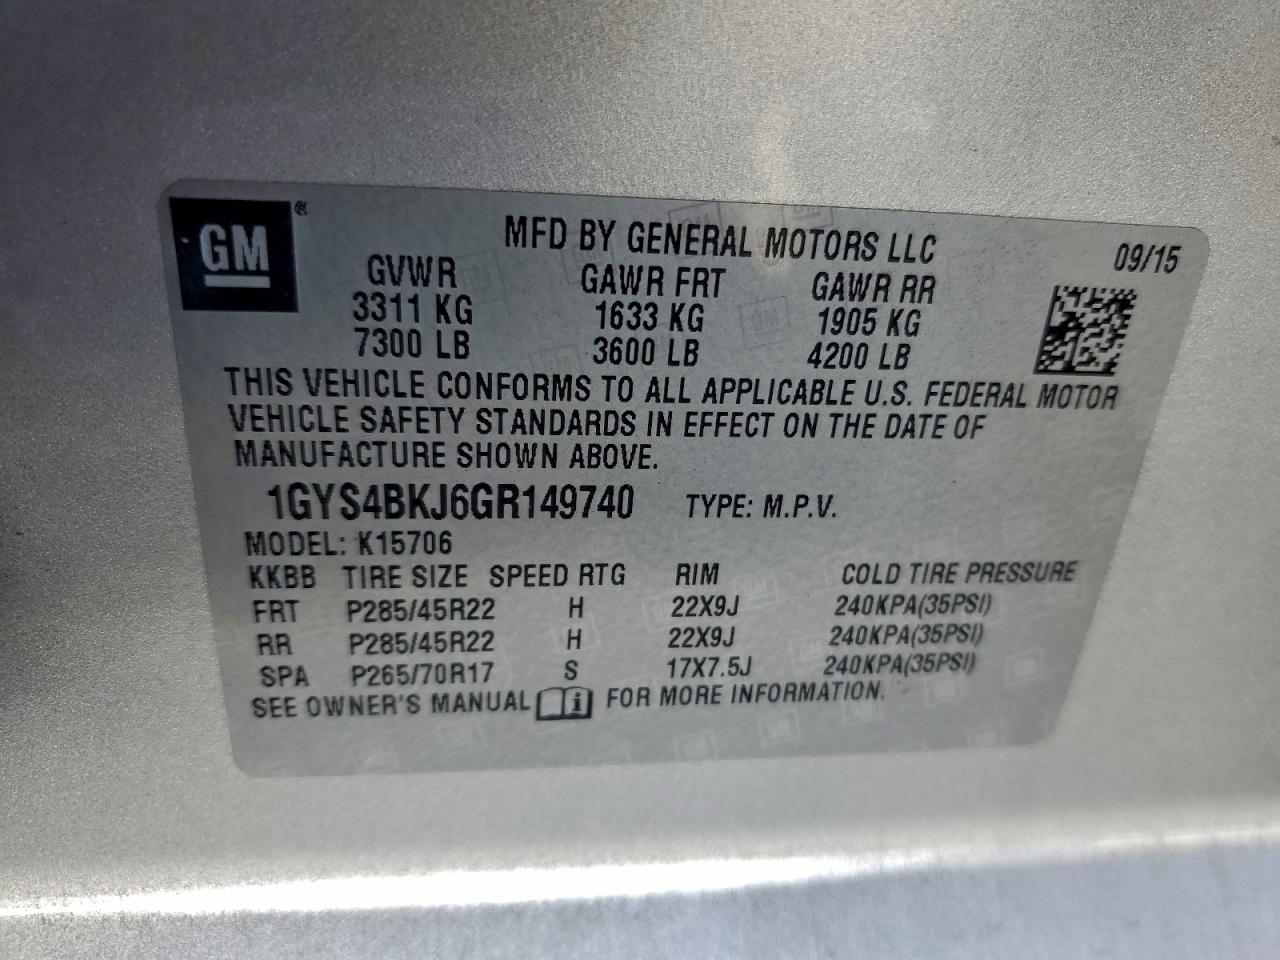 GM ®
MFD BY GENERAL MOTORS LLC 09/15
GVWR GAWR FRT GAWR RR
3311 KG 1633 KG 1905 KG
7300 LB 3600 LB 4200 LB
THIS VEHICLE CONFORMS TO ALL APPLICABLE U.S. FEDERAL MOTOR
VEHICLE SAFETY STANDARDS IN EFFECT ON THE DATE OF
MANUFACTURE SHOWN ABOVE.
1GYS4BKJ6GR149740 TYPE: M.P.V.
MODEL: K15706
KKBB TIRE SIZE SPEED RTG RIM COLD TIRE PRESSURE
FRT P285/45R22 H 22X9J 240KPA(35PSI)
RR P285/45R22 H 22X9J 240KPA(35PSI)
SPA P265/70R17 S 17X7.5J 240KPA(35PSI)
SEE OWNER'S MANUAL i FOR MORE INFORMATION.